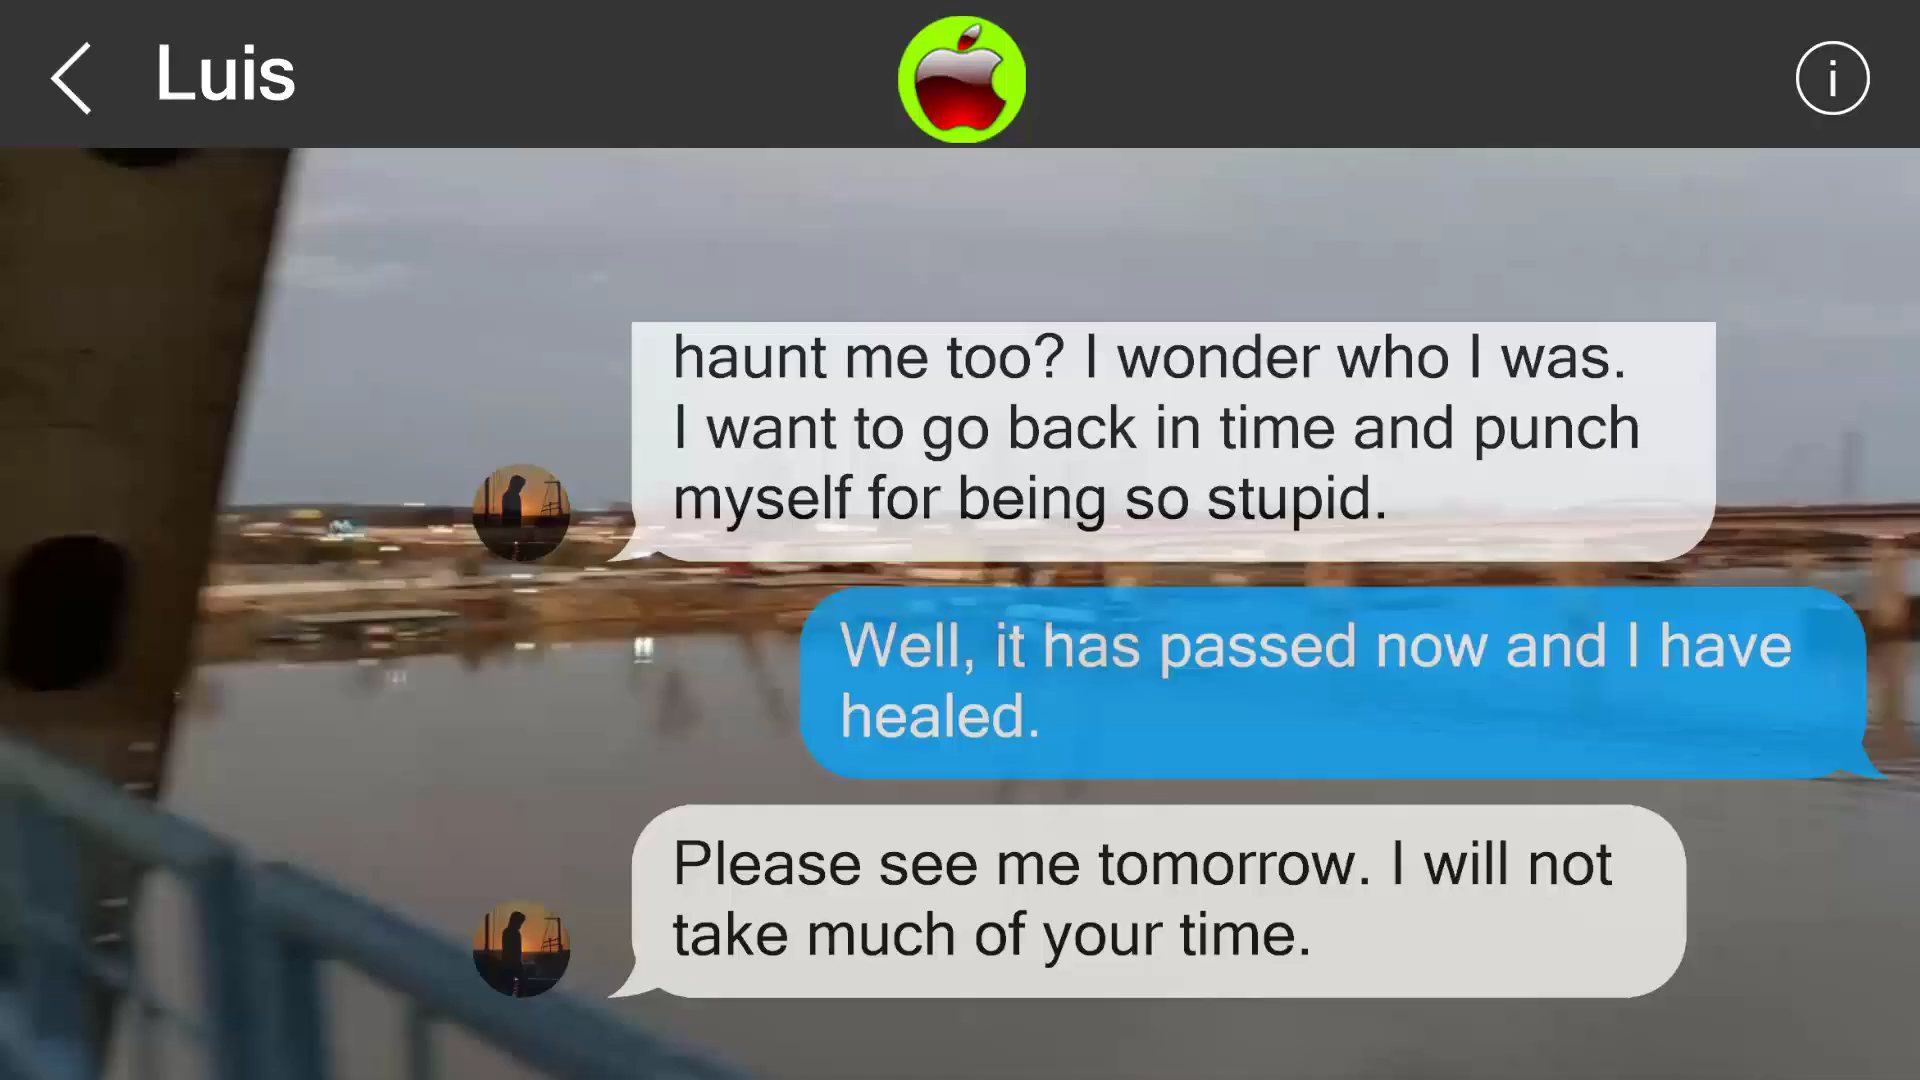 Luis
i
haunt me too? I wonder who I was.
I want to go back in time and punch
myself for being so stupid.
Well, it has passed now and I have
healed.
Please see me tomorrow. I will not
take much of your time.